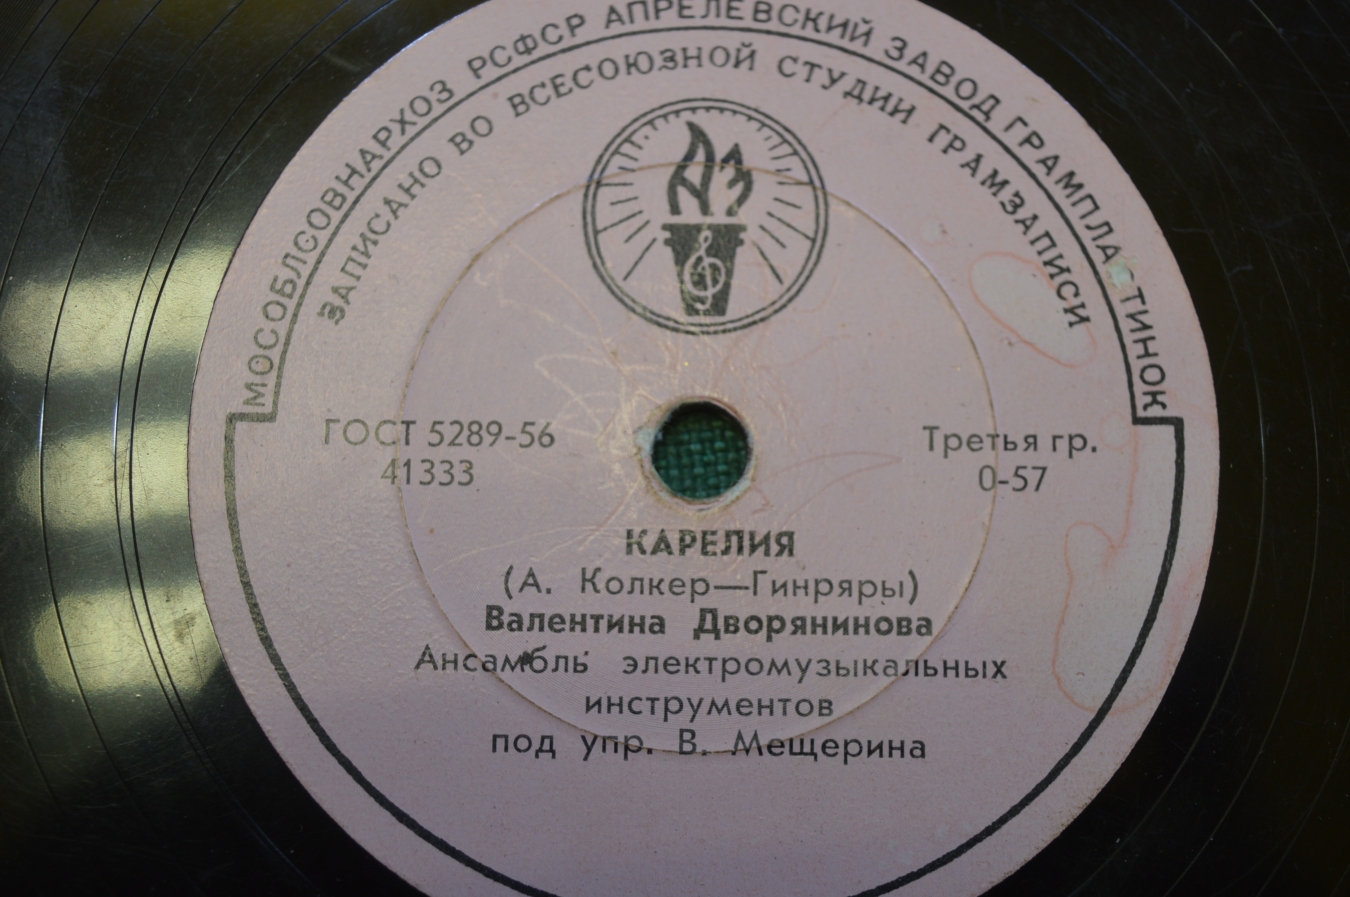 МОСОБЛСОВНАРХОЗ РСФСР АПРЕЛЕВСКИЙ ЗАВОД ГРАМПЛАСТИНОК
ЗАПИСАНО ВО ВСЕСОЮЗНОЙ СТУДИИ ГРАМЗАПИСИ
АЗ
ГОСТ 5289-56
41333
Третья гр.
0-57
КАРЕЛИЯ
(А. Колкер—Гинряры)
Валентина Дворянинова
Ансамбль электромузыкальных
инструментов
под упр. В. Мещерина